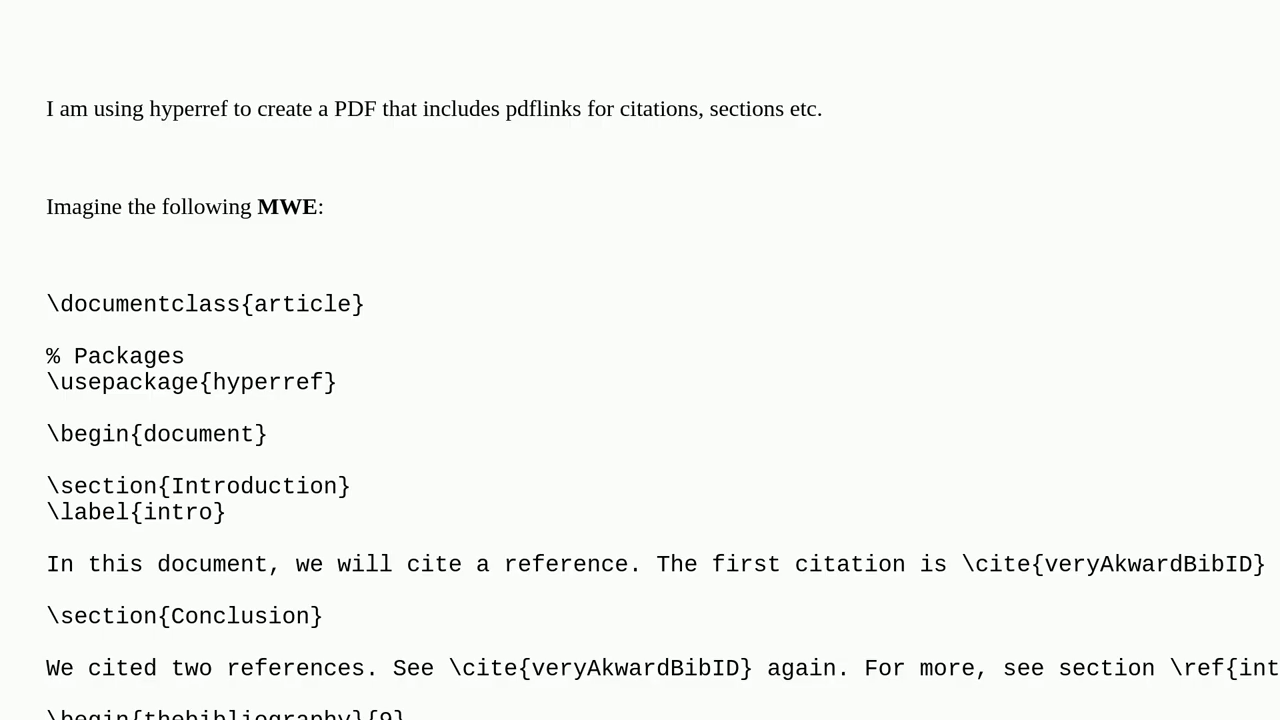 I am using hyperref to create a PDF that includes pdflinks for citations, sections etc.
Imagine the following MWE:
\documentclass{article}
% Packages
\usepackage{hyperref}
\begin{document}
\section{Introduction}
\label{intro}
In this document, we will cite a reference. The first citation is \cite{veryAkwardBibID}
\section{Conclusion}
We cited two references. See \cite{veryAkwardBibID} again. For more, see section \ref{int
\begin{thebibliography}{9}